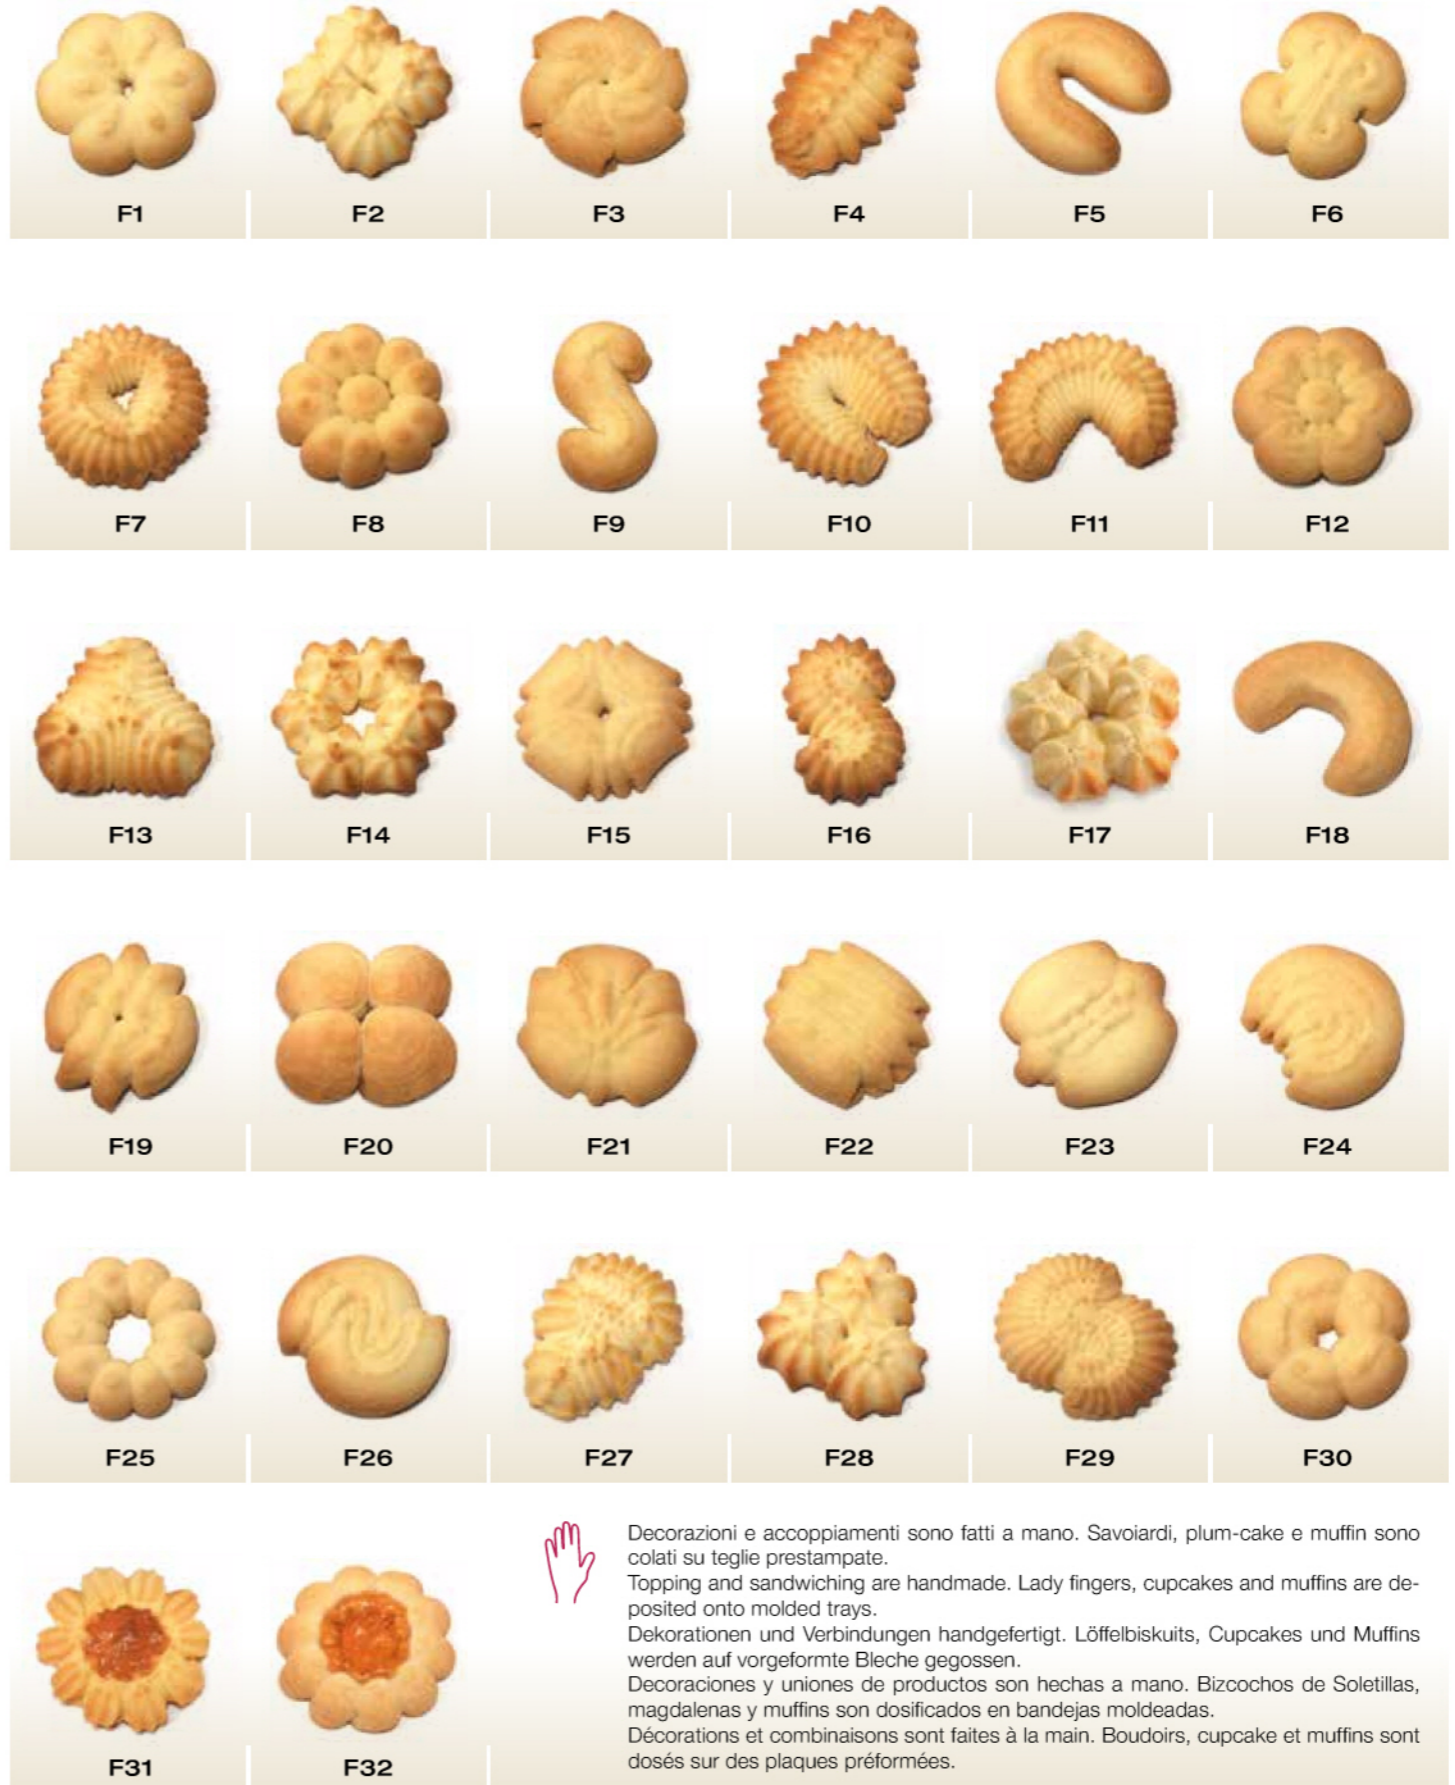 F1 F2 F3 F4 F5 F6
F7 F8 F9 F10 F11 F12
F13 F14 F15 F16 F17 F18
F19 F20 F21 F22 F23 F24
F25 F26 F27 F28 F29 F30
Decorazioni e accoppiamenti sono fatti a mano. Savoiardi, plum-cake e muffin sono
colati su teglie prestampate.
Topping and sandwiching are handmade. Lady fingers, cupcakes and muffins are de-
posited onto molded trays.
Dekorationen und Verbindungen handgefertigt. Löffelbiskuits, Cupcakes und Muffins
werden auf vorgeformte Bleche gegossen.
Decoraciones y uniones de productos son hechas a mano. Bizcochos de Soletillas,
magdalenas y muffins son dosificados en bandejas moldeadas.
Décorations et combinaisons sont faites à la main. Boudoirs, cupcake et muffins sont
dosés sur des plaques préformées.
F31 F32